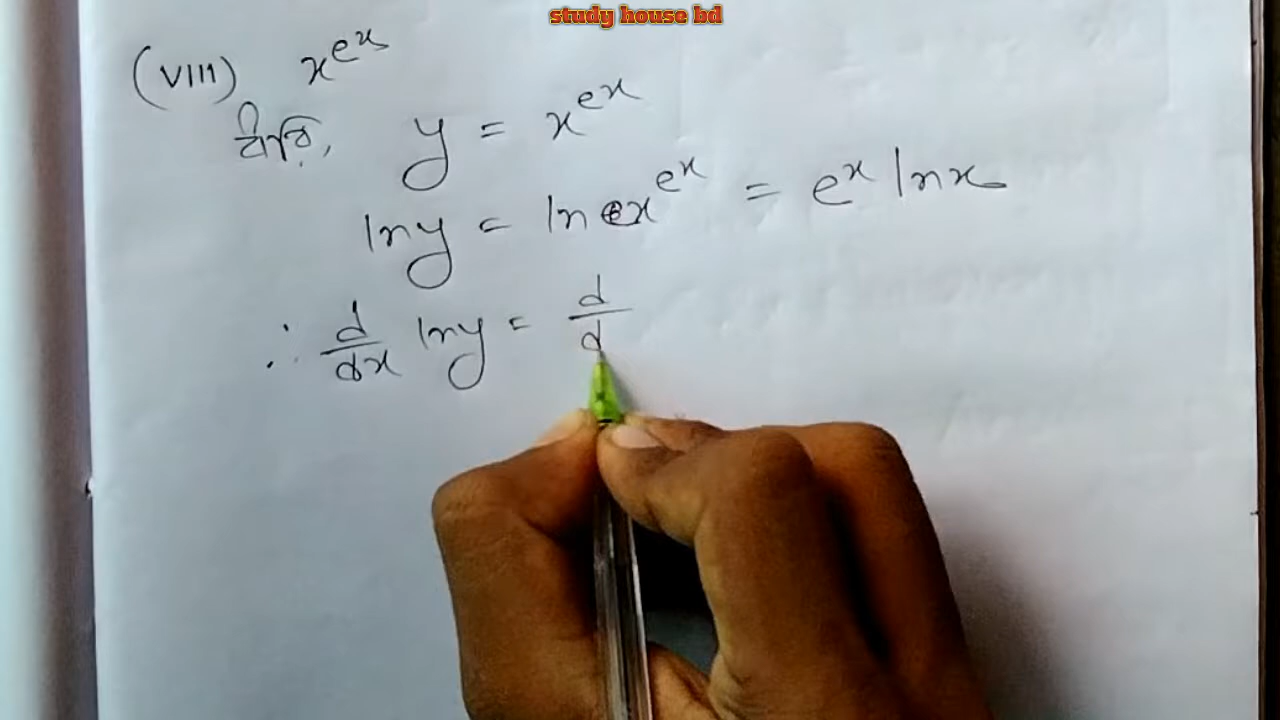 study house bd
(VIII) x^{e^x}
ধরি, y = x^{e^x}
ln y = ln x^{e^x} = e^x ln x
∴ d/dx ln y = d/d